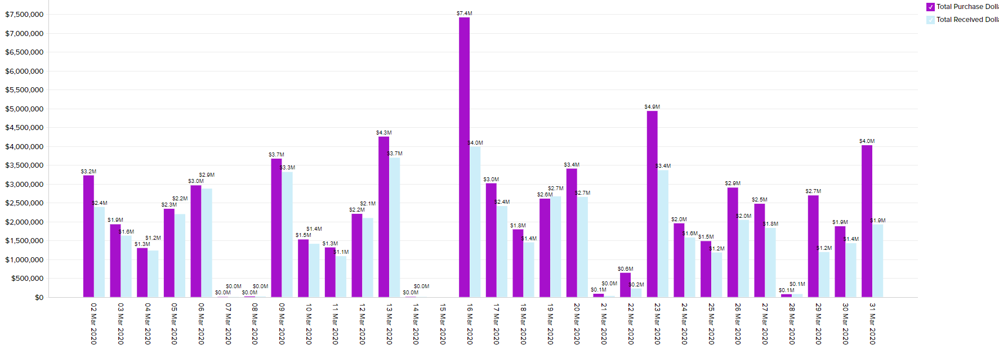 Total Purchase Doll
Total Received Doll
$7,500,000
$7,000,000
$6,500,000
$6,000,000
$5,500,000
$5,000,000
$4,500,000
$4,000,000
$3,500,000
$3,000,000
$2,500,000
$2,000,000
$1,500,000
$1,000,000
$500,000
$0
$3.2M
$2.4M
$1.9M
$1.6M
$1.3M
$1.2M
$2.3M
$2.2M
$3.0M
$2.9M
$0.0M
$0.0M
$0.0M
$0.0M
$3.7M
$3.3M
$1.5M
$1.4M
$1.3M
$1.1M
$2.2M
$2.1M
$4.3M
$3.7M
$0.0M
$0.0M
$7.4M
$4.0M
$3.0M
$2.4M
$1.8M
$1.4M
$2.6M
$2.7M
$3.4M
$2.7M
$0.1M
$0.0M
$0.6M
$0.2M
$4.9M
$3.4M
$2.0M
$1.6M
$1.5M
$1.2M
$2.9M
$2.0M
$2.5M
$1.8M
$0.1M
$0.1M
$2.7M
$1.2M
$1.9M
$1.4M
$4.0M
$1.9M
02 Mar 2020
03 Mar 2020
04 Mar 2020
05 Mar 2020
06 Mar 2020
07 Mar 2020
08 Mar 2020
09 Mar 2020
10 Mar 2020
11 Mar 2020
12 Mar 2020
13 Mar 2020
14 Mar 2020
15 Mar 2020
16 Mar 2020
17 Mar 2020
18 Mar 2020
19 Mar 2020
20 Mar 2020
21 Mar 2020
22 Mar 2020
23 Mar 2020
24 Mar 2020
25 Mar 2020
26 Mar 2020
27 Mar 2020
28 Mar 2020
29 Mar 2020
30 Mar 2020
31 Mar 2020